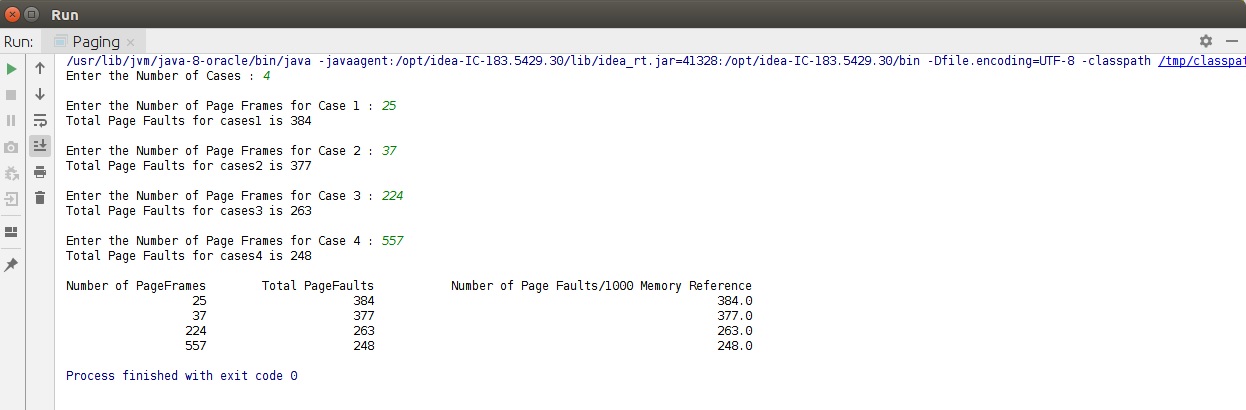 Run
Run: Paging
/usr/lib/jvm/java-8-oracle/bin/java -javaagent:/opt/idea-IC-183.5429.30/lib/idea_rt.jar=41328:/opt/idea-IC-183.5429.30/bin -Dfile.encoding=UTF-8 -classpath /tmp/classpat
Enter the Number of Cases : 4
Enter the Number of Page Frames for Case 1 : 25
Total Page Faults for cases1 is 384
Enter the Number of Page Frames for Case 2 : 37
Total Page Faults for cases2 is 377
Enter the Number of Page Frames for Case 3 : 224
Total Page Faults for cases3 is 263
Enter the Number of Page Frames for Case 4 : 557
Total Page Faults for cases4 is 248
Number of PageFrames Total PageFaults Number of Page Faults/1000 Memory Reference
25 384 384.0
37 377 377.0
224 263 263.0
557 248 248.0
Process finished with exit code 0